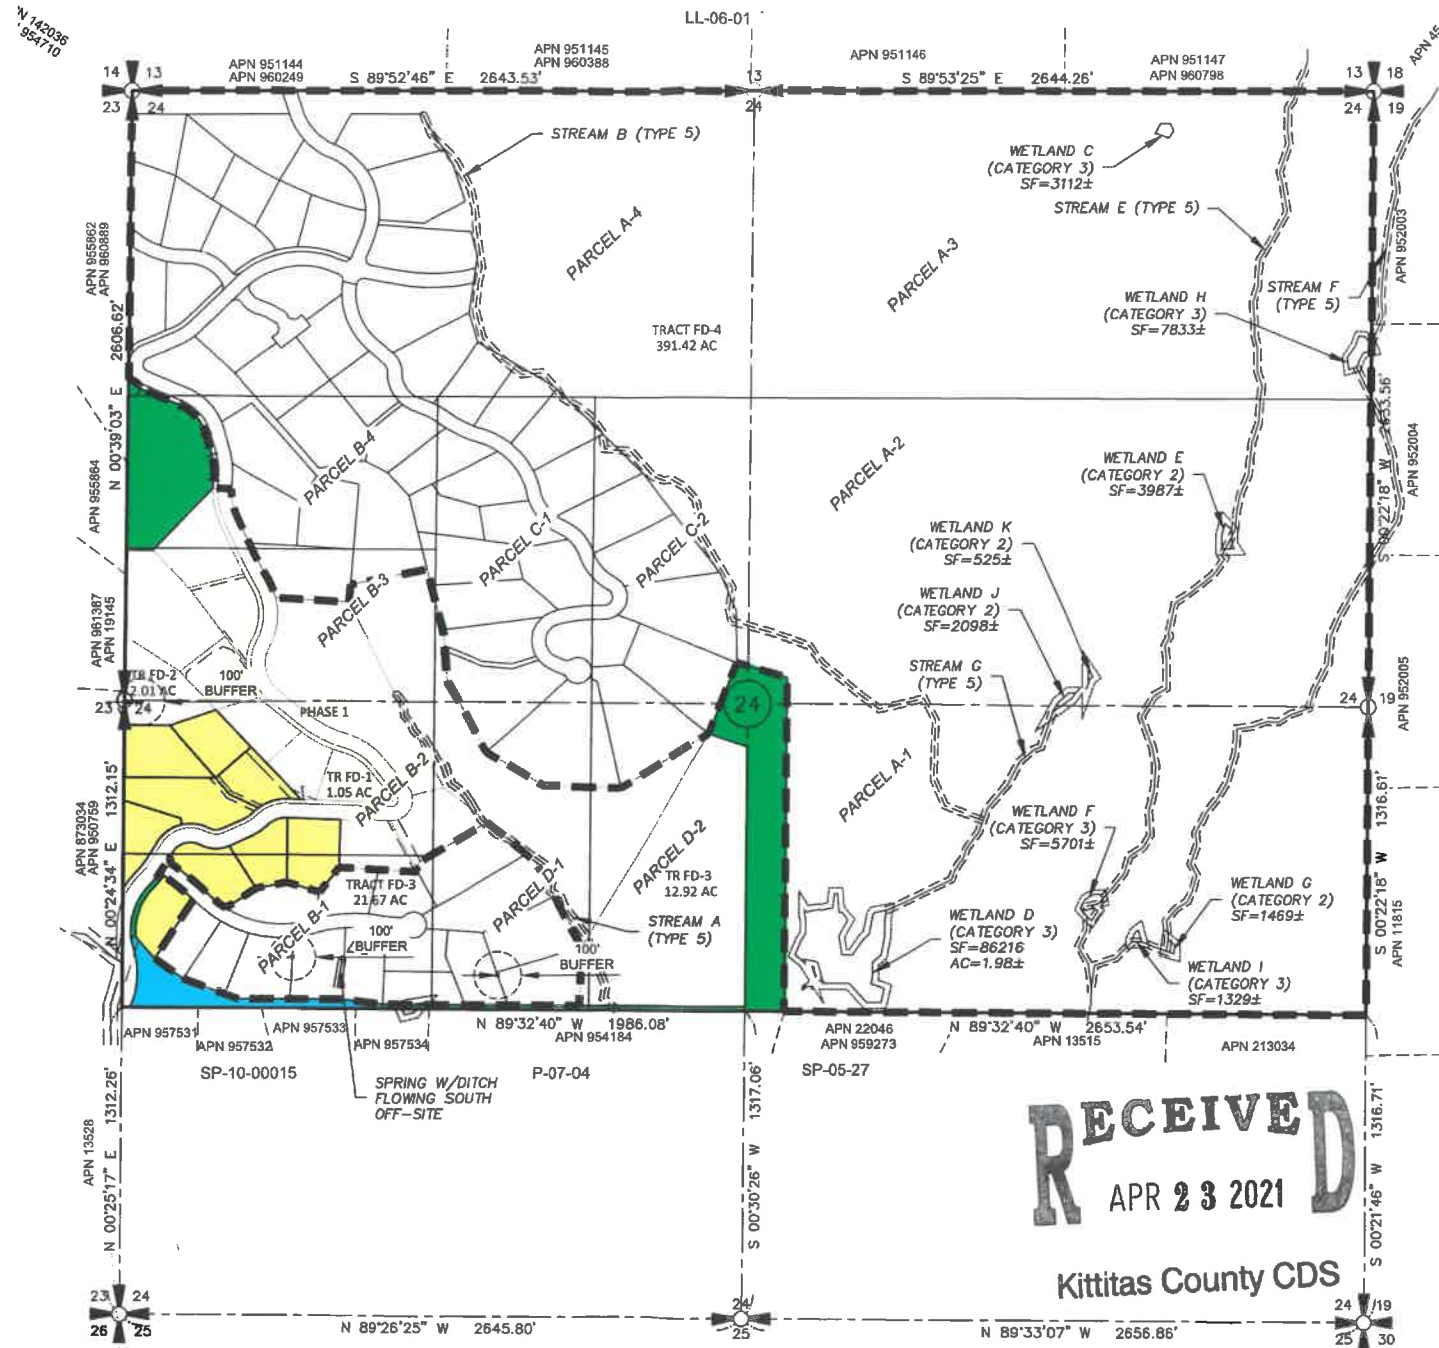 LL-06-01
N 142036
954710
APN 951144
APN 960249
S 89°52'46" E 2643.53'
APN 951145
APN 960388
APN 951146
S 89°53'25" E 2644.26'
APN 951147
APN 960798
APN 45
14 13
23 24
13
24
13 18
24 19
STREAM B (TYPE 5)
WETLAND C
(CATEGORY 3)
SF=3112±
STREAM E (TYPE 5)
PARCEL A-4
PARCEL A-3
APN 955862
APN 960889
N 00°39'03" E 2606.62'
APN 952003
STREAM F
(TYPE 5)
WETLAND H
(CATEGORY 3)
SF=7833±
TRACT FD-4
391.42 AC
PARCEL B-4
PARCEL A-2
APN 955864
WETLAND E
(CATEGORY 2)
SF=3987±
S 00°22'18" W 2633.56'
APN 952004
WETLAND K
(CATEGORY 2)
SF=525±
PARCEL C-1
PARCEL C-2
WETLAND J
(CATEGORY 2)
SF=2098±
PARCEL B-3
APN 961387
APN 19145
STREAM G
(TYPE 5)
TR FD-2
2.01 AC
100'
BUFFER
23 24
PHASE 1
24
24 19
APN 952005
PARCEL B-2
TR FD-1
1.05 AC
PARCEL A-1
APN 873034
APN 950759
N 00°24'34" E 1312.15'
WETLAND F
(CATEGORY 3)
SF=5701±
S 00°22'18" W 1316.61'
APN 11815
PARCEL D-2
TR FD-3
12.92 AC
PARCEL D-1
TRACT FD-3
21.67 AC
PARCEL B-1
WETLAND G
(CATEGORY 2)
SF=1469±
STREAM A
(TYPE 5)
WETLAND D
(CATEGORY 3)
SF=86216
AC=1.98±
100'
BUFFER
100'
BUFFER
WETLAND I
(CATEGORY 3)
SF=1329±
APN 957531
APN 957532
APN 957533
APN 957534
N 89°32'40" W 1986.08'
APN 954184
APN 22046
APN 959273
N 89°32'40" W 2653.54'
APN 13515
APN 213034
SP-10-00015
P-07-04
SP-05-27
SPRING W/DITCH
FLOWING SOUTH
OFF-SITE
APN 13528
N 00°25'17" E 1312.26'
S 00°30'26" W 1317.06'
S 00°21'46" W 1316.71'
RECEIVED
APR 23 2021
Kittitas County CDS
23 24
26 25
N 89°26'25" W 2645.80'
24
25
N 89°33'07" W 2656.86'
24 19
25 30